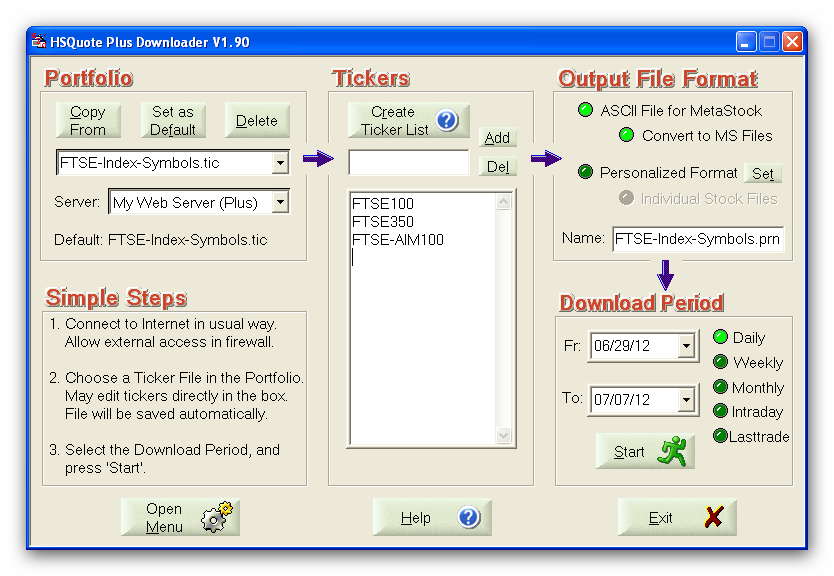 HSQuote Plus Downloader V1.90
Portfolio
Copy From
Set as Default
Delete
FTSE-Index-Symbols.tic
Server: My Web Server (Plus)
Default: FTSE-Index-Symbols.tic
Simple Steps
1. Connect to Internet in usual way.
Allow external access in firewall.
2. Choose a Ticker File in the Portfolio.
May edit tickers directly in the box.
File will be saved automatically.
3. Select the Download Period, and
press 'Start'.
Open Menu
Tickers
Create
Ticker List
Add
Del
FTSE100
FTSE350
FTSE-AIM100
Help
Output File Format
ASCII File for MetaStock
Convert to MS Files
Personalized Format Set
Individual Stock Files
Name: FTSE-Index-Symbols.prn
Download Period
Fr: 06/29/12
To: 07/07/12
Daily
Weekly
Monthly
Intraday
Lasttrade
Start
Exit